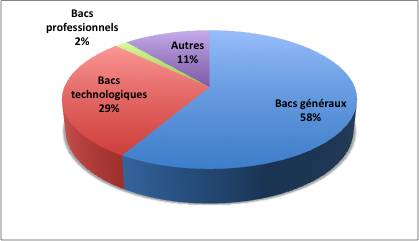 Bacs
professionnels
2%
Autres
11%
Bacs
technologiques
29%
Bacs généraux
58%